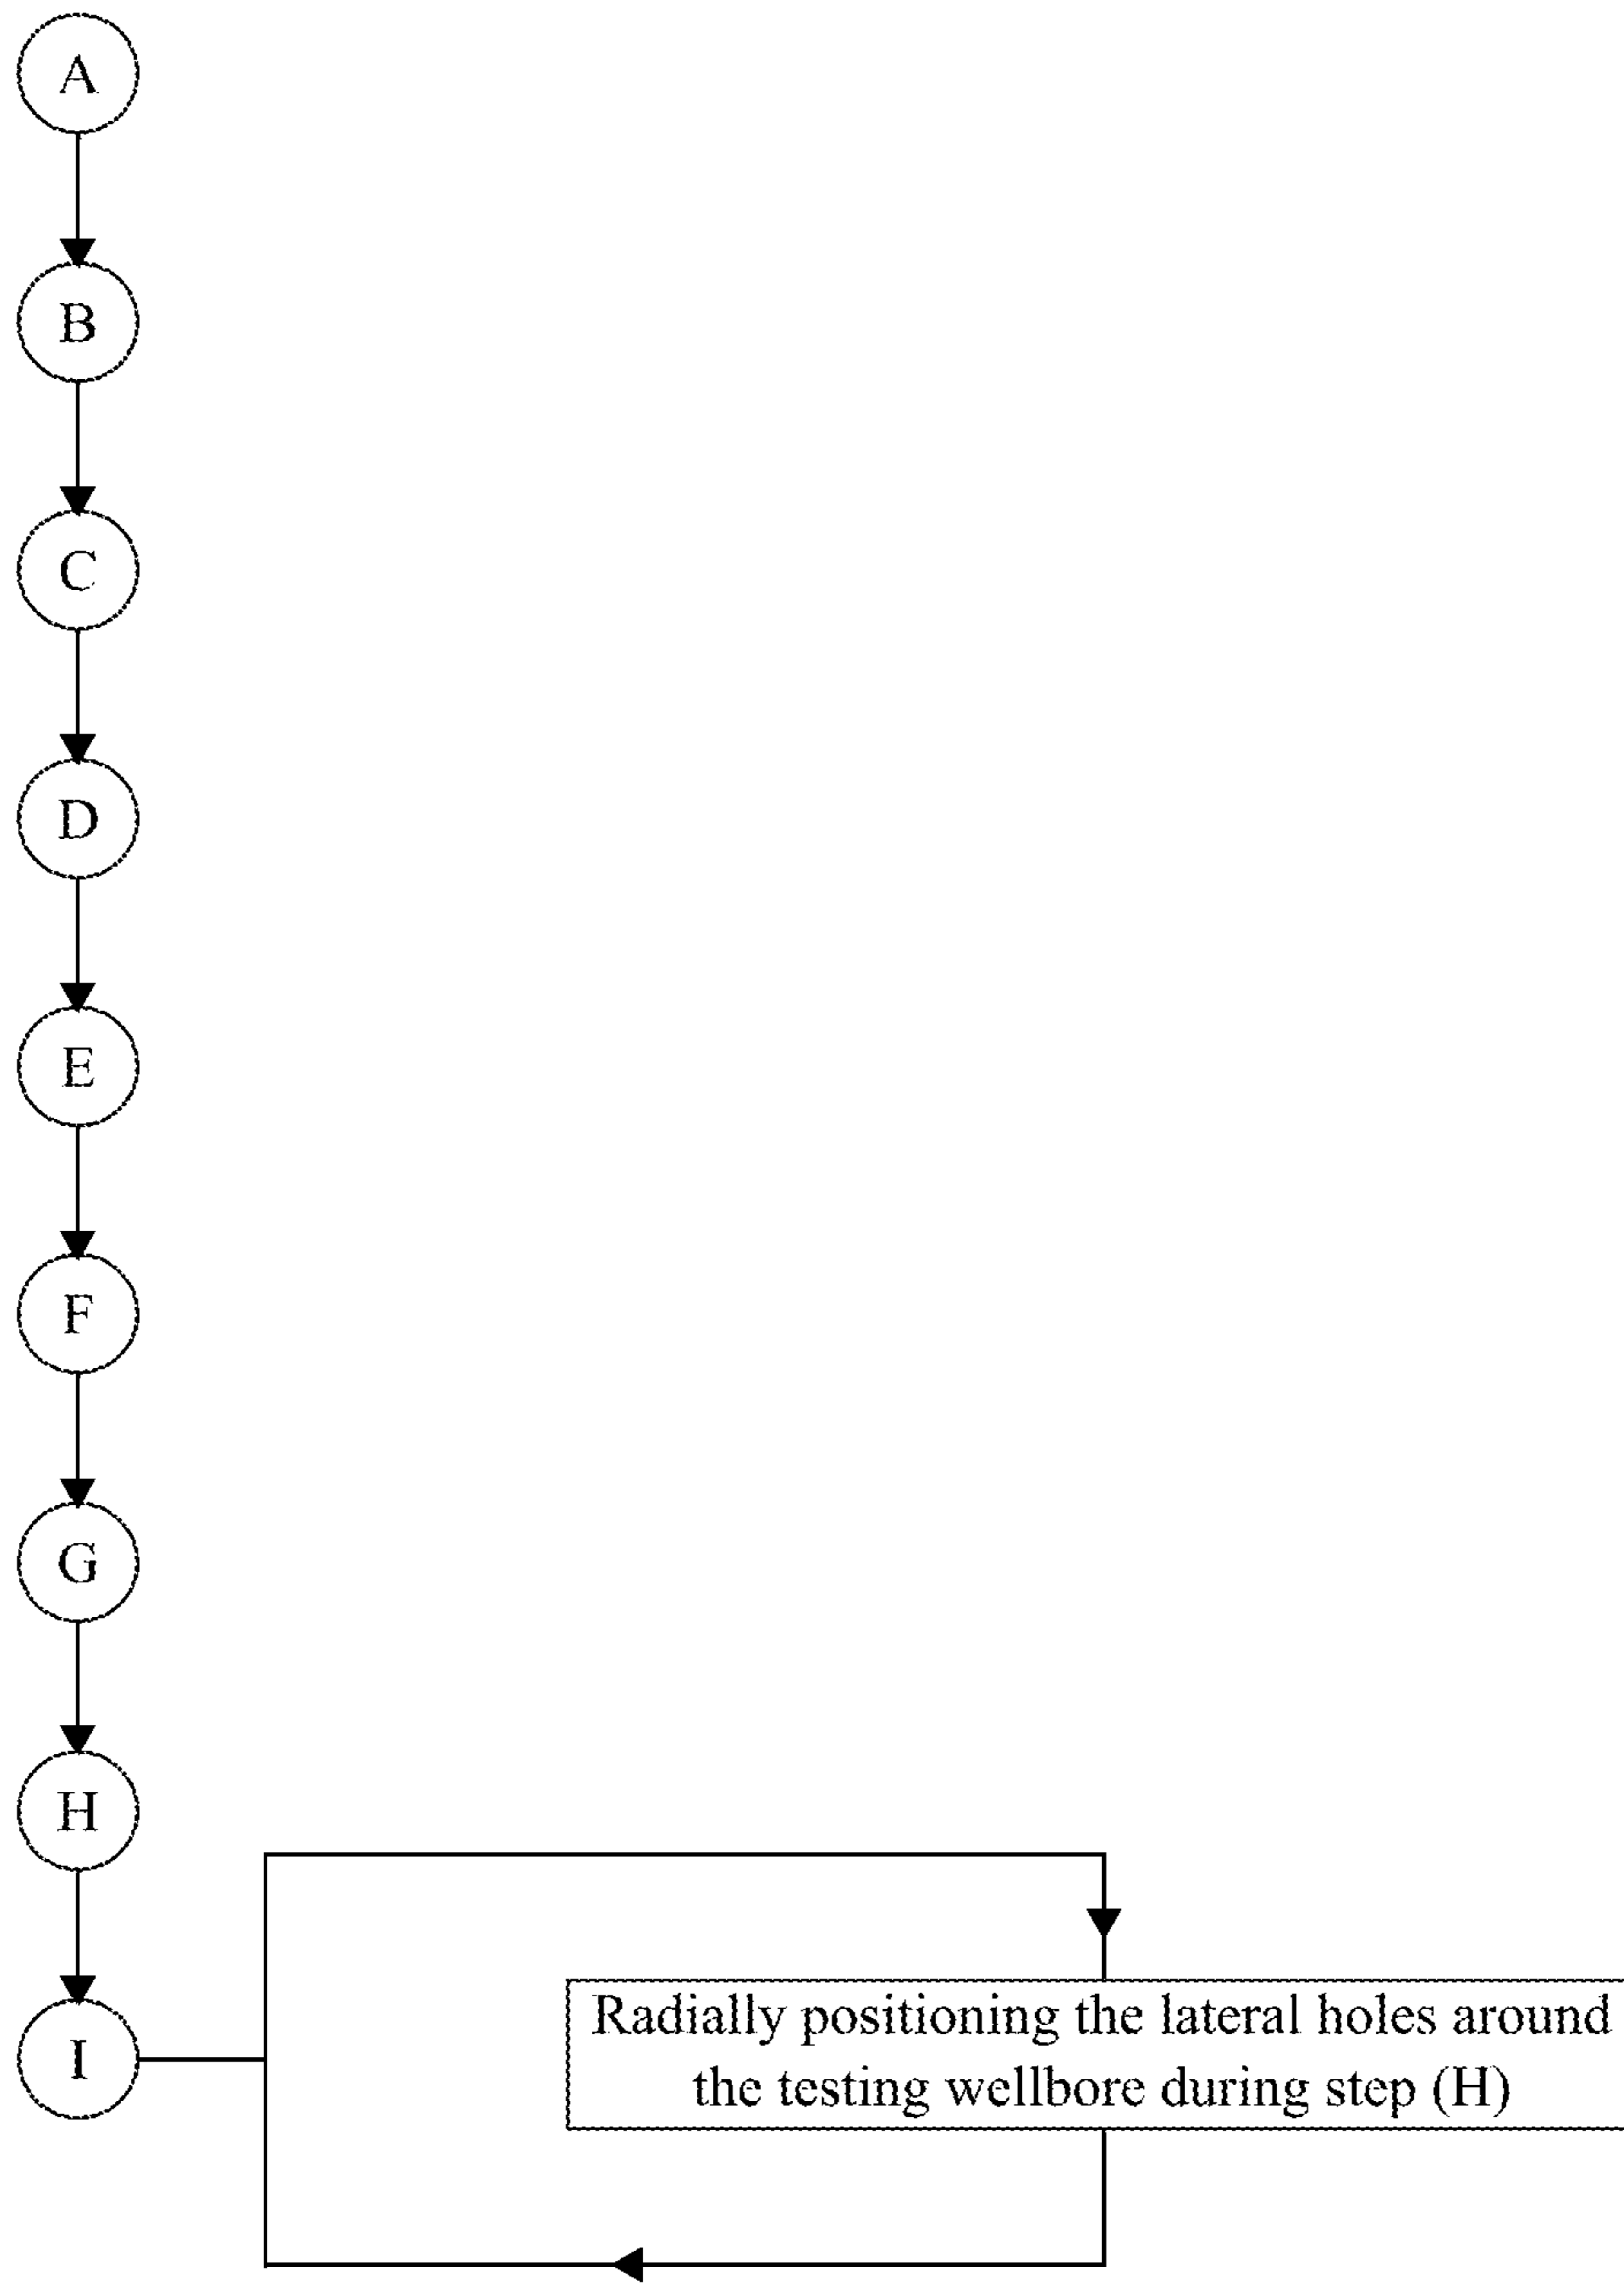 A
B
C
D
E
F
G
H
I
Radially positioning the lateral holes around
the testing wellbore during step (H)